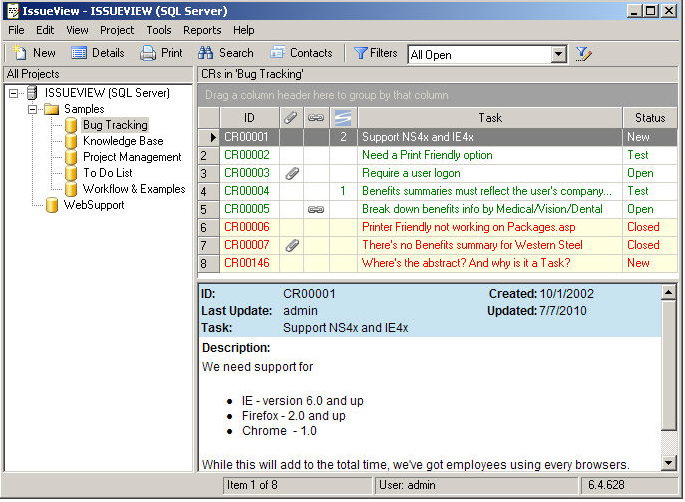 IssueView - ISSUEVIEW (SQL Server)
File Edit View Project Tools Reports Help
New Details Print Search Contacts Filters All Open
All Projects
CRs in 'Bug Tracking'
ISSUEVIEW (SQL Server)
Samples
Bug Tracking
Knowledge Base
Project Management
To Do List
Workflow & Examples
WebSupport
Drag a column header here to group by that column
ID Task Status
CR00001 2 Support NS4x and IE4x New
2 CR00002 Need a Print Friendly option Test
3 CR00003 Require a user logon Open
4 CR00004 1 Benefits summaries must reflect the user's company... Test
5 CR00005 Break down benefits info by Medical/Vision/Dental Open
6 CR00006 Printer Friendly not working on Packages.asp Closed
7 CR00007 There's no Benefits summary for Western Steel Closed
8 CR00146 Where's the abstract? And why is it a Task? New
ID: CR00001 Created: 10/1/2002
Last Update: admin Updated: 7/7/2010
Task: Support NS4x and IE4x
Description:
We need support for
• IE - version 6.0 and up
• Firefox - 2.0 and up
• Chrome - 1.0
While this will add to the total time, we've got employees using every browsers.
Item 1 of 8 User: admin 6.4.628